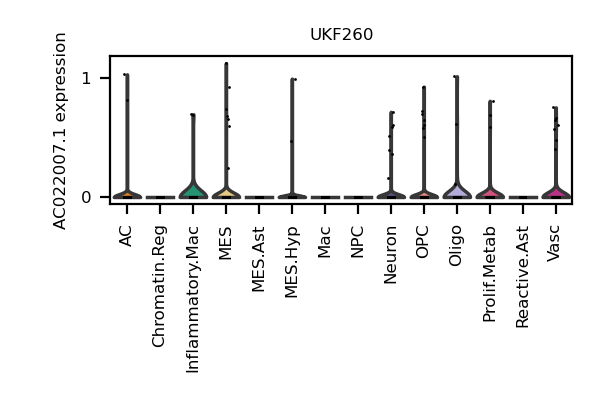 UKF260
AC022007.1 expression
1
0
AC
Chromatin.Reg
Inflammatory.Mac
MES
MES.Ast
MES.Hyp
Mac
NPC
Neuron
OPC
Oligo
Prolif.Metab
Reactive.Ast
Vasc